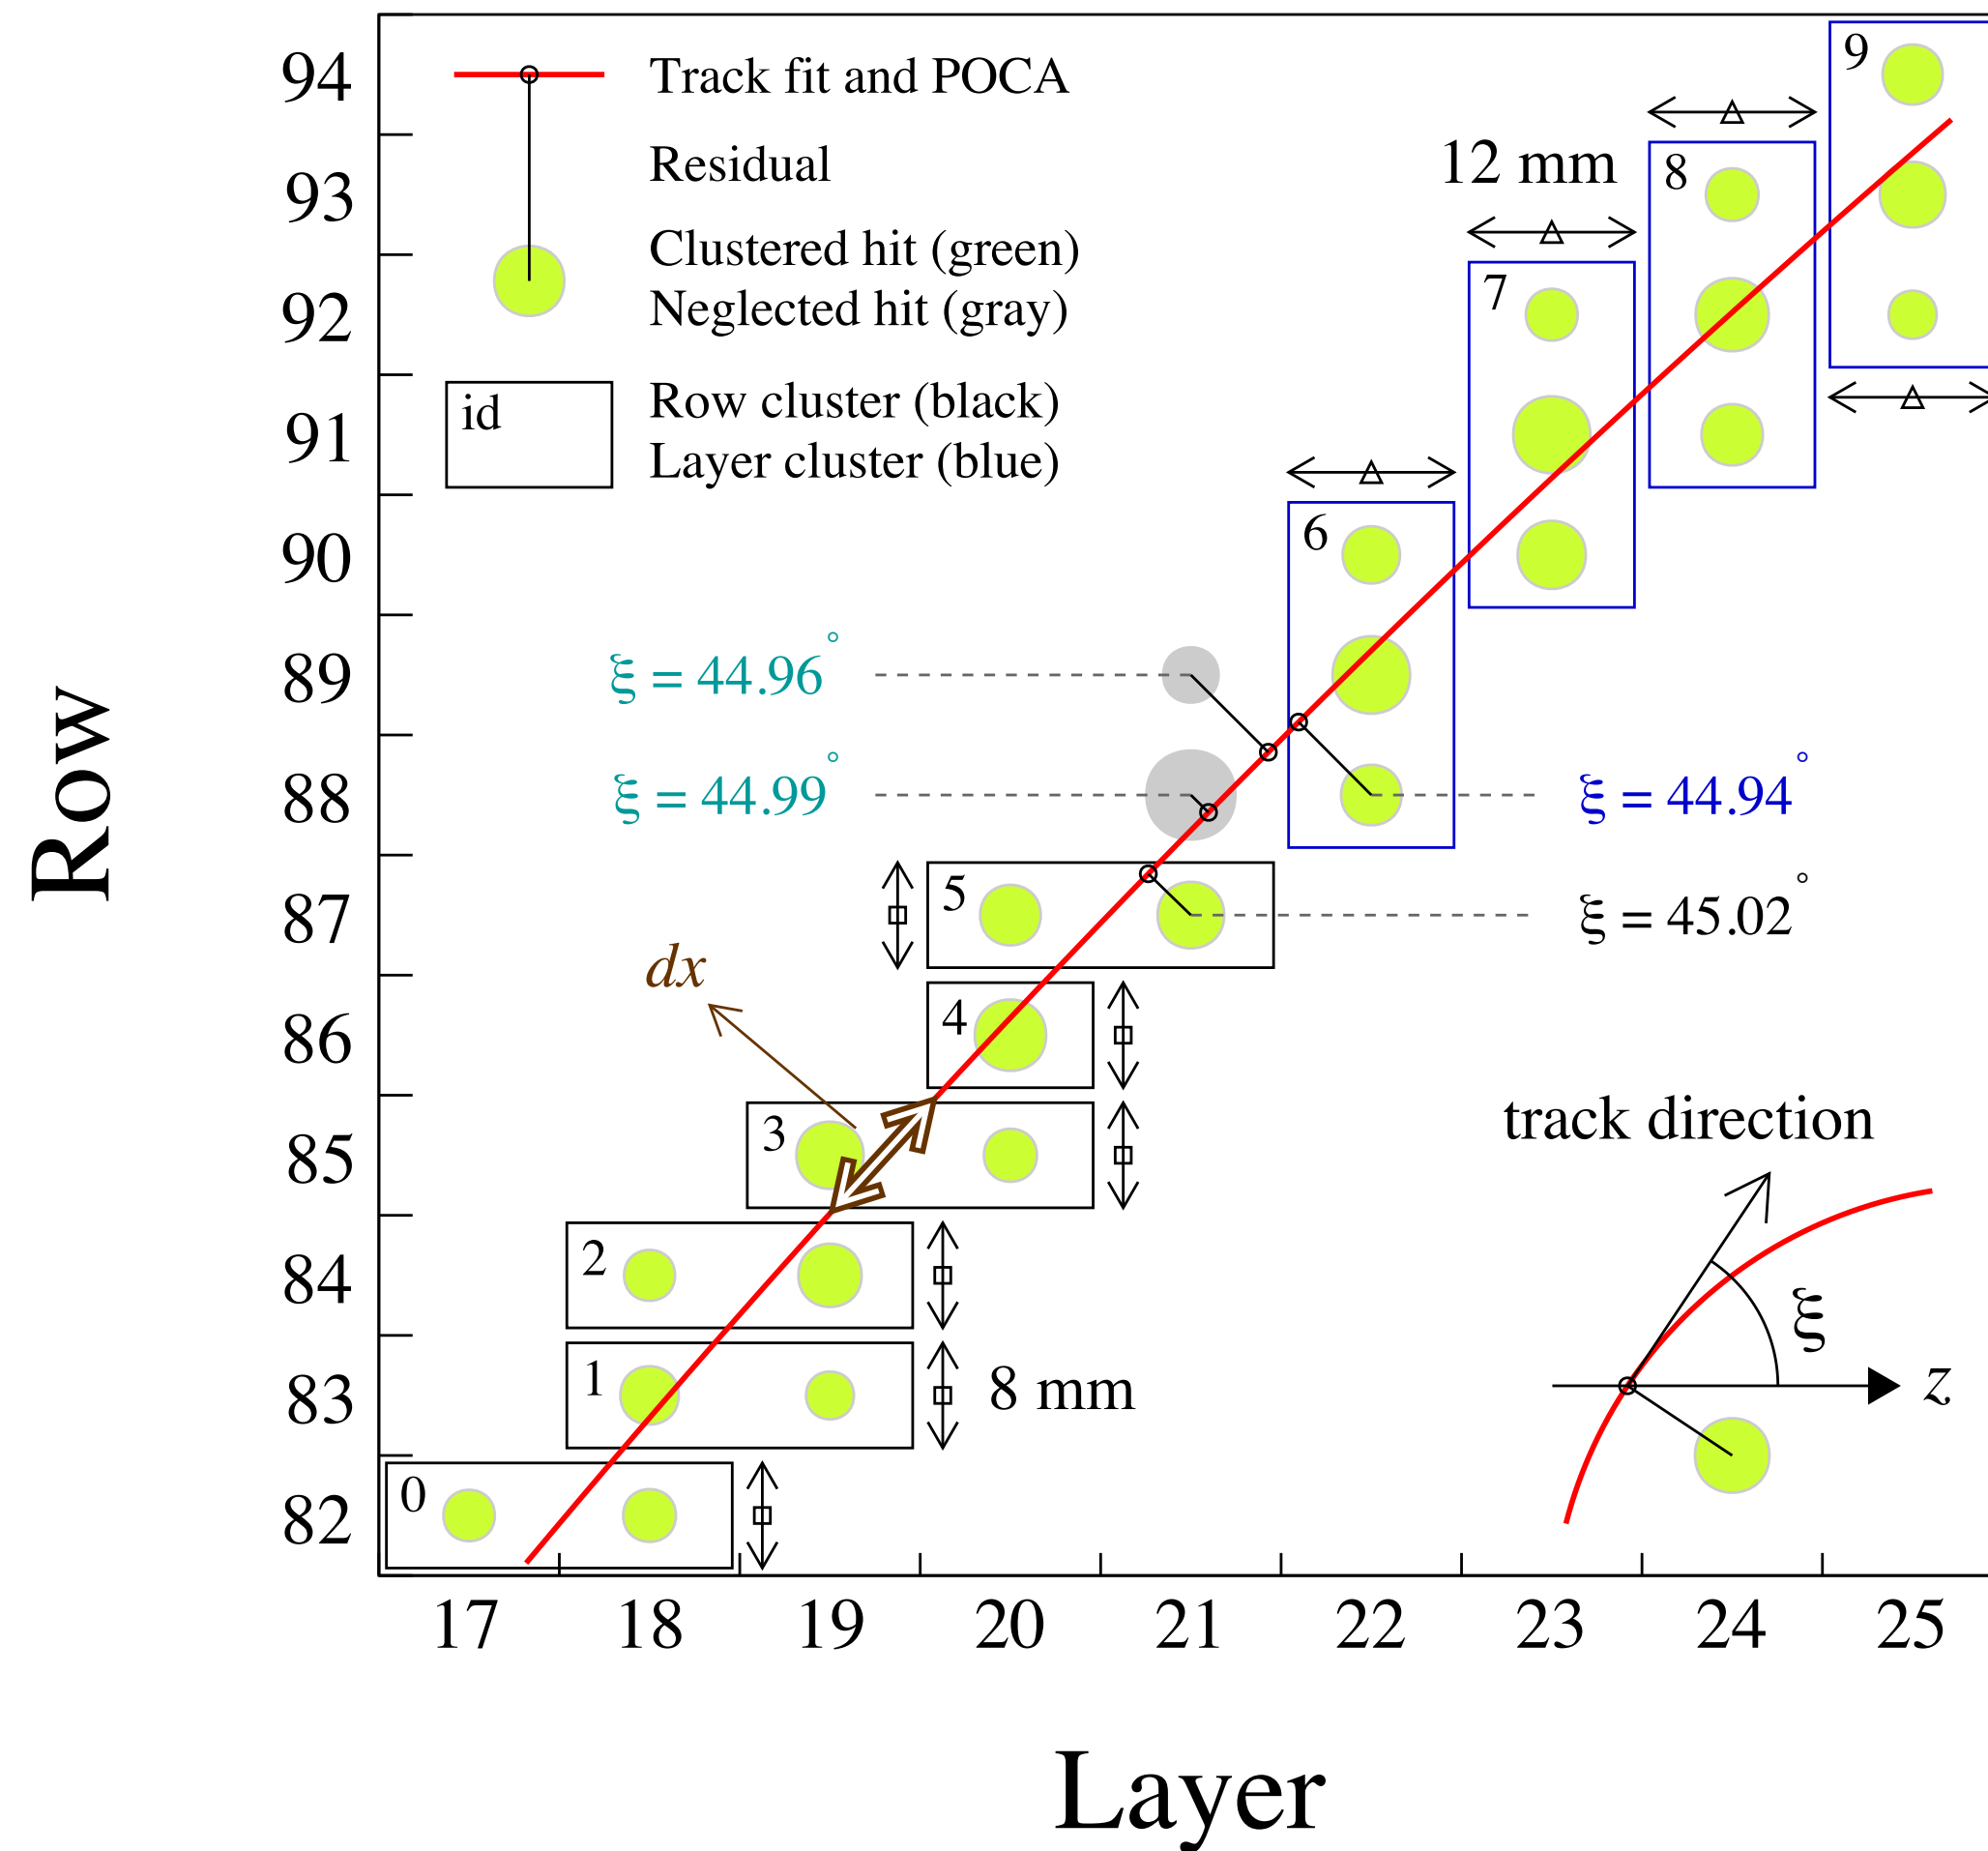 94
93
92
91
90
89
88
87
86
85
84
83
82
Row
Track fit and POCA
Residual
Clustered hit (green)
Neglected hit (gray)
id
Row cluster (black)
Layer cluster (blue)
9
8
12 mm
7
6
ξ = 44.96°
ξ = 44.99°
ξ = 44.94°
5
ξ = 45.02°
dx
4
3
track direction
2
ξ
1
8 mm
z
0
17 18 19 20 21 22 23 24 25
Layer